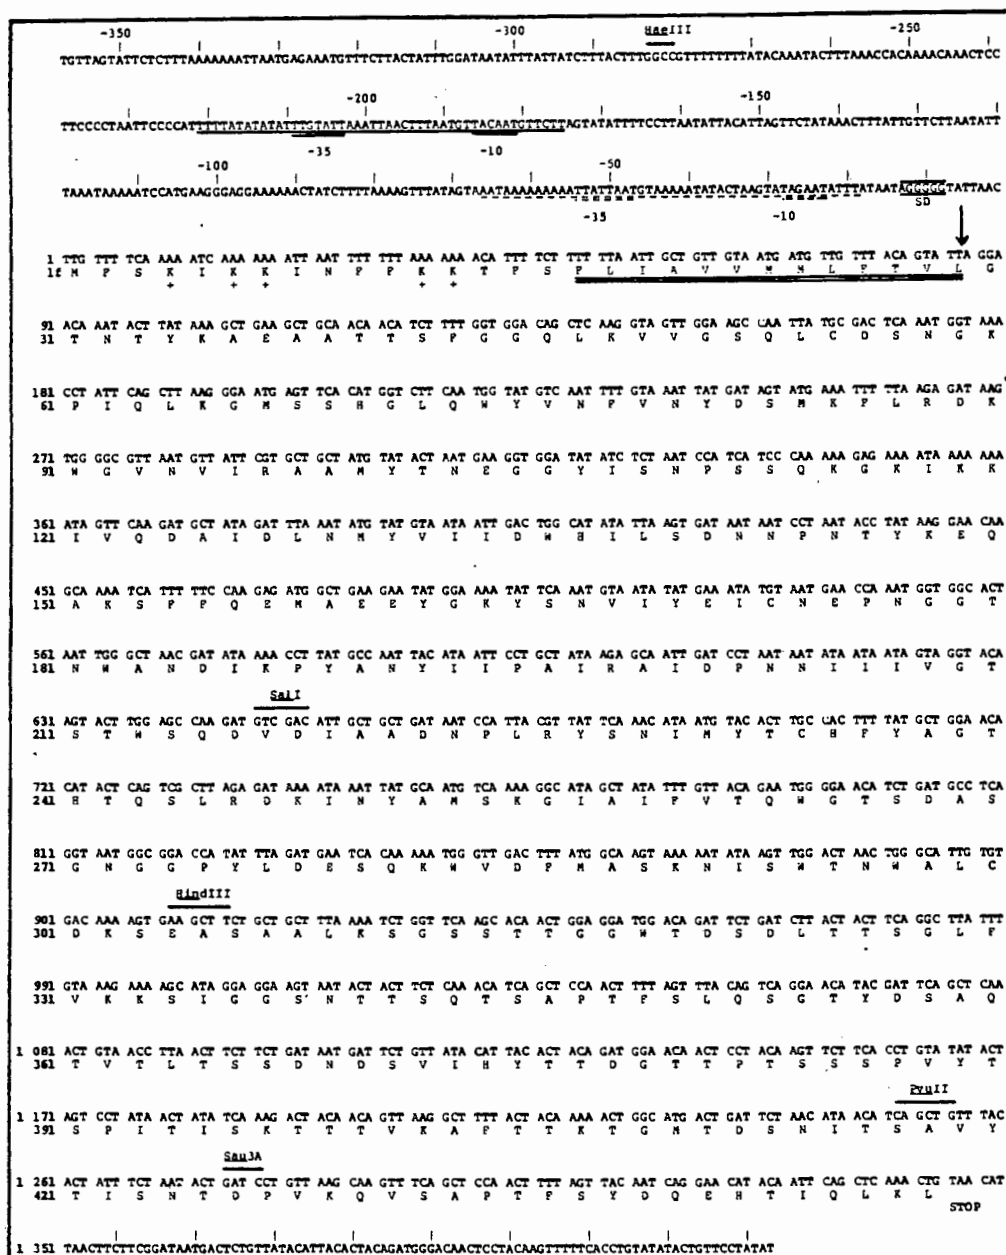 -350 -300 HaeIII -250
TGTTAGTATTCTCTTTAAAAAAATTAATGAGAAATGTTTCTTACTATTTGGATAATATTTATTATCTTTACTTTGGCCGTTTTTTTTATACAAATACTTTAAACCACAAAACAAACTCC
-200 -150
TTCCCCTAATTCCCCATTTTTATATATATTTGTATTAAATTAACTTTAATGTTACAATGTTCTTAGTATATTTTCCTTAATATTACATTAGTTCTATAAACTTTATTGTTCTTAATATT
-100 -35 -10 -50
TAAATAAAAATCCATGAAGGGAGGAAAAAACTATCTTTTAAAAGTTTATAGTAAATAAAAAAAAAATTATTAATGTAAAAATATACTAAGTATAGAATATTTATAATAGGGGGTATTAAC
-35 -10 SD
1 TTG TTT TCA AAA ATC AAA AAA ATT AAT TTT TTT AAA AAA ACA TTT TCT TTT TTA ATT GCT GTT GTA ATG ATG TTG TTT ACA GTA TTA GGA
1f M F S K I K K I N F F K K T F S F L I A V V M M L F T V L G
+ + + + +
91 ACA AAT ACT TAT AAA GCT GAA GCT GCA ACA ACA TCT TTT GGT GGA CAG CTC AAG GTA GTT GGA AGC CAA TTA TGC GAC TCA AAT GGT AAA
31 T N T Y K A E A A T T S F G G Q L K V V G S Q L C D S N G K
181 CCT ATT CAG CTT AAG GGA ATG AGT TCA CAT GGT CTT CAA TGG TAT GTC AAT TTT GTA AAT TAT GAT AGT ATG AAA TTT TTA AGA GAT AAG
61 P I Q L K G M S S H G L Q W Y V N F V N Y D S M K F L R D K
271 TGG GGC GTT AAT GTT ATT CGT GCT GCT ATG TAT ACT AAT GAA GGT GGA TAT ATC TCT AAT CCA TCA TCC CAA AAA GAG AAA ATA AAA AAA
91 W G V N V I R A A M Y T N E G G Y I S N P S S Q K G K I K K
361 ATA GTT CAA GAT GCT ATA GAT TTA AAT ATG TAT GTA ATA ATT GAC TGG CAT ATA TTA AGT GAT AAT AAT CCT AAT ACC TAT AAG GAA CAA
121 I V Q D A I D L N M Y V I I D W H I L S D N N P N T Y K E Q
451 GCA AAA TCA TTT TTC CAA GAG ATG GCT GAA GAA TAT GGA AAA TAT TCA AAT GTA ATA TAT GAA ATA TGT AAT GAA CCA AAT GGT GGC ACT
151 A K S F F Q E M A E E Y G K Y S N V I Y E I C N E P N G G T
561 AAT TGG GCT AAC GAT ATA AAA CCT TAT GCC AAT TAC ATA ATT CCT GCT ATA AGA GCA ATT GAT CCT AAT AAT ATA ATA ATA GTA GGT ACA
181 N W A N D I K P Y A N Y I I P A I R A I D P N N I I I V G T
SalI
631 AGT ACT TGG AGC CAA GAT GTC GAC ATT GCT GCT GAT AAT CCA TTA CGT TAT TCA AAC ATA ATG TAC ACT TGC CAC TTT TAT GCT GGA ACA
211 S T W S Q D V D I A A D N P L R Y S N I M Y T C H F Y A G T
721 CAT ACT CAG TCG CTT AGA GAT AAA ATA AAT TAT GCA ATG TCA AAA GGC ATA GCT ATA TTT GTT ACA GAA TGG GGA ACA TCT GAT GCC TCA
241 H T Q S L R D K I N Y A M S K G I A I F V T Q W G T S D A S
811 GGT AAT GGC GGA CCA TAT TTA GAT GAA TCA CAA AAA TGG GTT GAC TTT ATG GCA AGT AAA AAT ATA AGT TGG ACT AAC TGG GCA TTG TGT
271 G N G G P Y L D E S Q K W V D F M A S K N I S W T N W A L C
HindIII
901 GAC AAA AGT GAA GCT TCT GCT GCT TTA AAA TCT GGT TCA AGC ACA ACT GGA GGA TGG ACA GAT TCT GAT CTT ACT ACT TCA GGC TTA TTT
301 D K S E A S A A L K S G S S T T G G W T D S D L T T S G L F
991 GTA AAG AAA AGC ATA GGA GGA AGT AAT ACT ACT TCT CAA ACA TCA GCT CCA ACT TTT AGT TTA CAG TCA GGA ACA TAC GAT TCA GCT CAA
331 V K K S I G G S N T T S Q T S A P T F S L Q S G T Y D S A Q
1 081 ACT GTA ACC TTA ACT TCT TCT GAT AAT GAT TCT GTT ATA CAT TAC ACT ACA GAT GGA ACA ACT CCT ACA AGT TCT TCA CCT GTA TAT ACT
361 T V T L T S S D N D S V I H Y T T D G T T P T S S S P V Y T
PvuII
1 171 AGT CCT ATA ACT ATA TCA AAG ACT ACA ACA GTT AAG GCT TTT ACT ACA AAA ACT GGC ATG ACT GAT TCT AAC ATA ACA TCA GCT GTT TAC
391 S P I T I S K T T T V K A F T T K T G M T D S N I T S A V Y
Sau3A
1 261 ACT ATT TCT AAT ACT GAT CCT GTT AAG CAA GTT TCA GCT CCA ACT TTT AGT TAC AAT CAG GAA CAT ACA ATT CAG CTC AAA CTG TAA CAT
421 T I S N T D P V K Q V S A P T F S Y D Q E H T I Q L K L
STOP
1 351 TAACTTCTTCGGATAATGACTCTGTTATACATTACACTACAGATGGGACAACTCCTACAAGTTTTTCACCTGTATATACTGTTCCTATAT